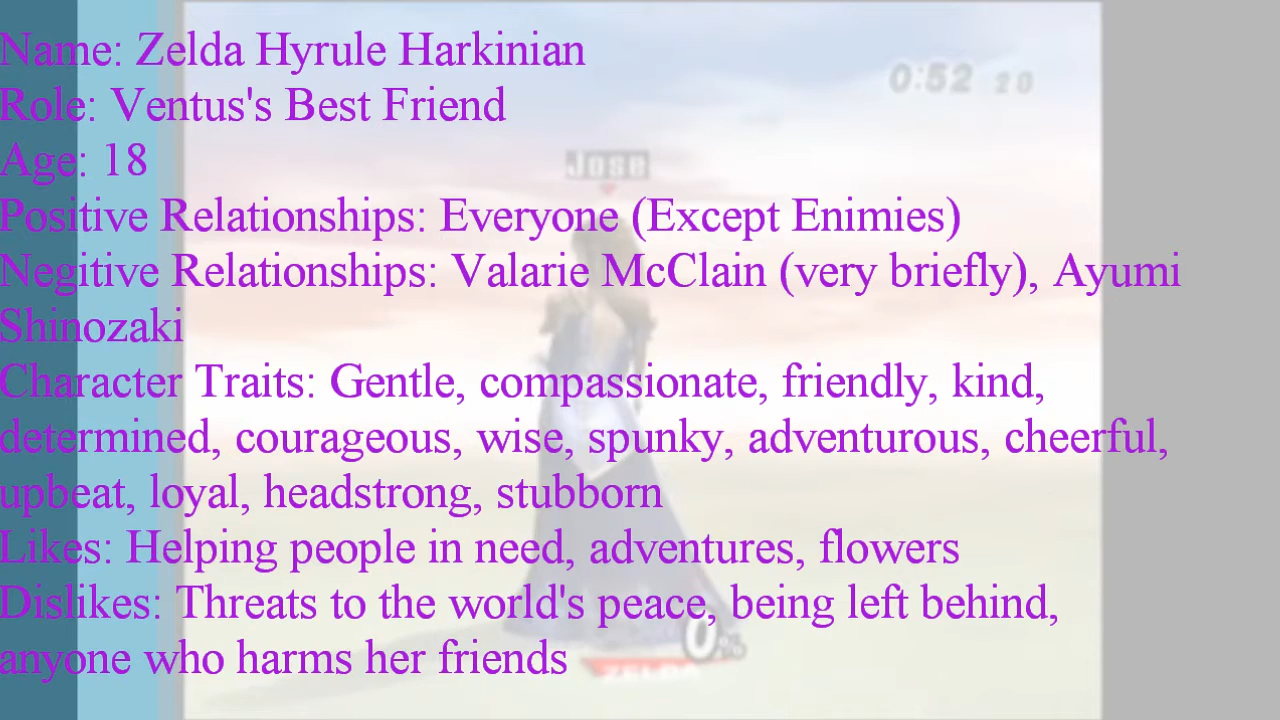 Name: Zelda Hyrule Harkinian
Role: Ventus's Best Friend
Age: 18
Positive Relationships: Everyone (Except Enimies)
Negitive Relationships: Valarie McClain (very briefly), Ayumi
Shinozaki
Character Traits: Gentle, compassionate, friendly, kind,
determined, courageous, wise, spunky, adventurous, cheerful,
upbeat, loyal, headstrong, stubborn
Likes: Helping people in need, adventures, flowers
Dislikes: Threats to the world's peace, being left behind,
anyone who harms her friends
0:52 20
Jose
0%
ZELDA